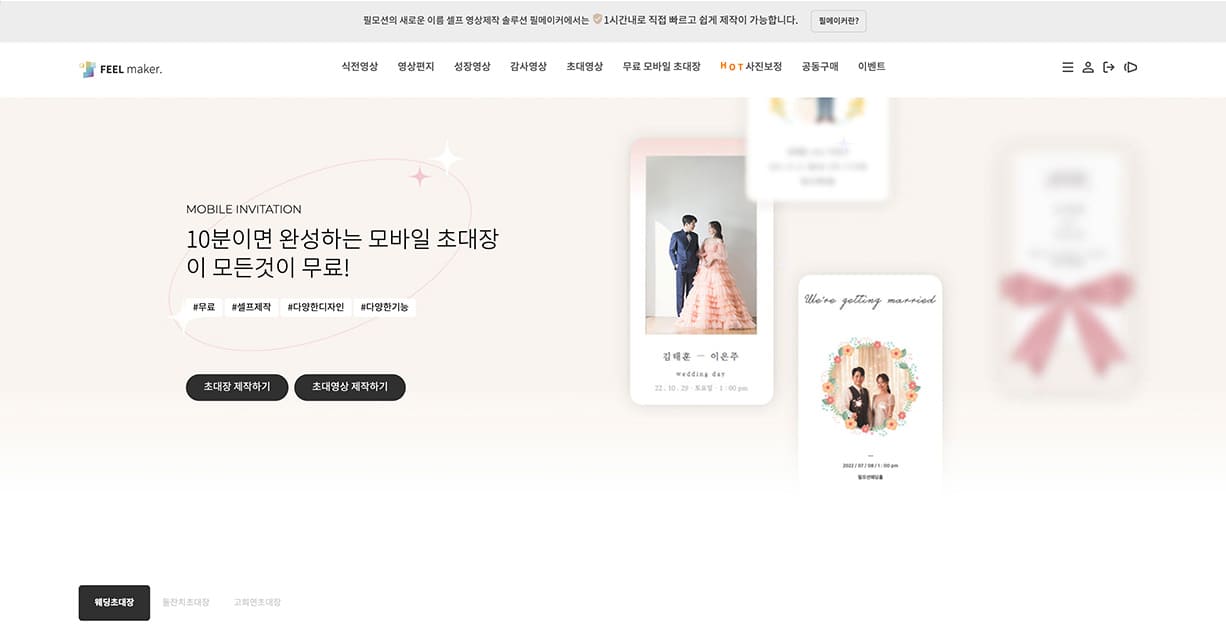 필모션의 새로운 이름 셀프 영상제작 솔루션 필메이커에서는 1시간내로 직접 빠르고 쉽게 제작이 가능합니다. 필메이커란?
FEEL maker.
식전영상 영상편지 성장영상 감사영상 초대영상 무료 모바일 초대장 HOT 사진보정 공동구매 이벤트
MOBILE INVITATION
10분이면 완성하는 모바일 초대장
이 모든것이 무료!
#무료 #셀프제작 #다양한디자인 #다양한기능
초대장 제작하기 초대영상 제작하기
김태훈 ― 이은주
wedding day
22 . 10 . 29 · 토요일 · 1 : 00 pm
We're getting married
2022 / 07 / 08 / 1 : 00 pm
필모션웨딩홀
웨딩초대장 돌잔치초대장 고희연초대장